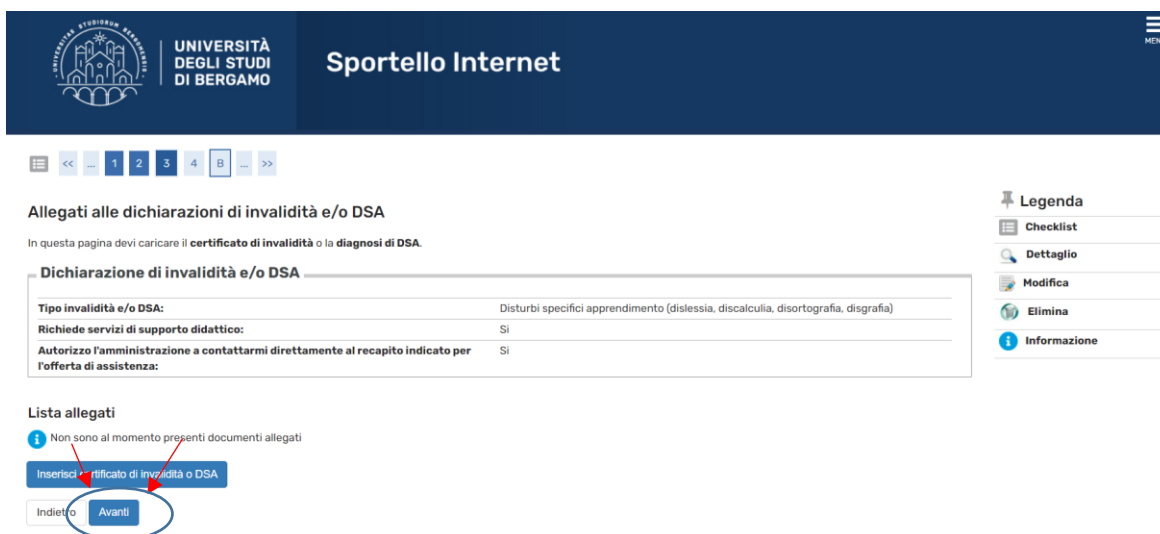 UNIVERSITÀ
DEGLI STUDI
DI BERGAMO
Sportello Internet
<< ... 1 2 3 4 B ... >>
Allegati alle dichiarazioni di invalidità e/o DSA
In questa pagina devi caricare il certificato di invalidità o la diagnosi di DSA.
Dichiarazione di invalidità e/o DSA
Tipo invalidità e/o DSA: Disturbi specifici apprendimento (dislessia, discalculia, disortografia, disgrafia)
Richiede servizi di supporto didattico: Si
Autorizzo l'amministrazione a contattarmi direttamente al recapito indicato per Si
l'offerta di assistenza:
Lista allegati
Non sono al momento presenti documenti allegati
Inserisci certificato di invalidità o DSA
Indietro Avanti
Legenda
Checklist
Dettaglio
Modifica
Elimina
Informazione